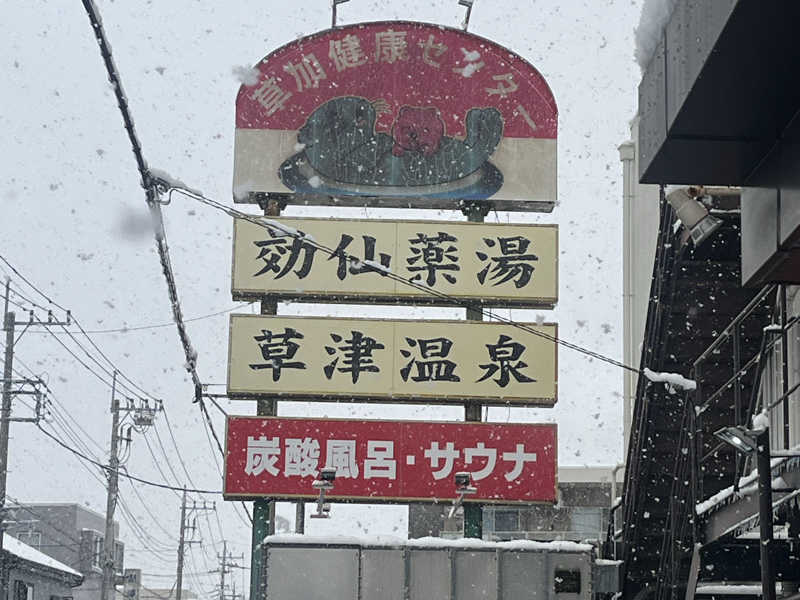 草加健康センター
効仙薬湯
草津温泉
炭酸風呂・サウナ